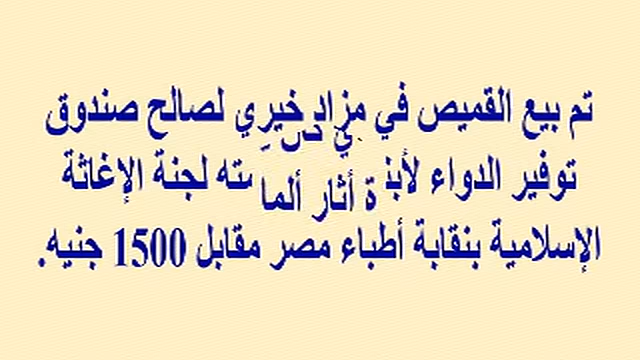 تم بيع القميص في مزاد خيري لصالح صندوق
توفير الدواء ة أثار لجنة الإغاثة
الإسلامية بنقابة أطباء مصر مقابل 1500 جنيه.